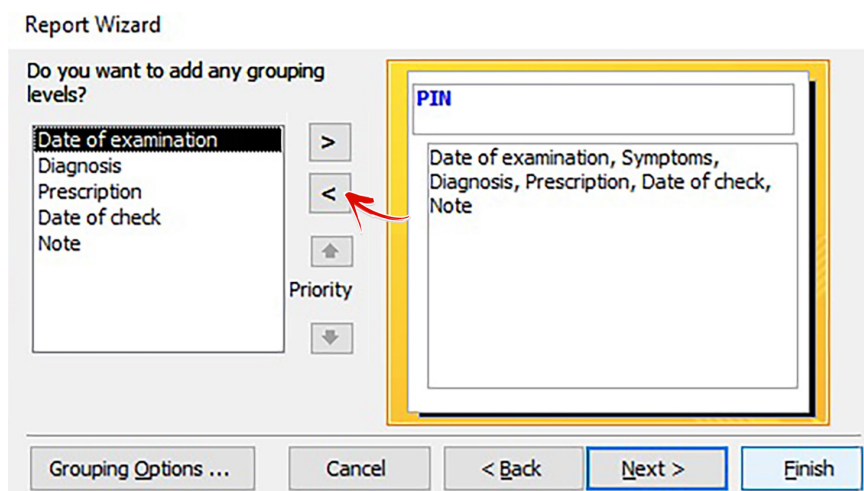 Report Wizard
Do you want to add any grouping
levels?
Date of examination
Diagnosis
Prescription
Date of check
Note
>
<
Priority
PIN
Date of examination, Symptoms,
Diagnosis, Prescription, Date of check,
Note
Grouping Options ...
Cancel
< Back
Next >
Finish